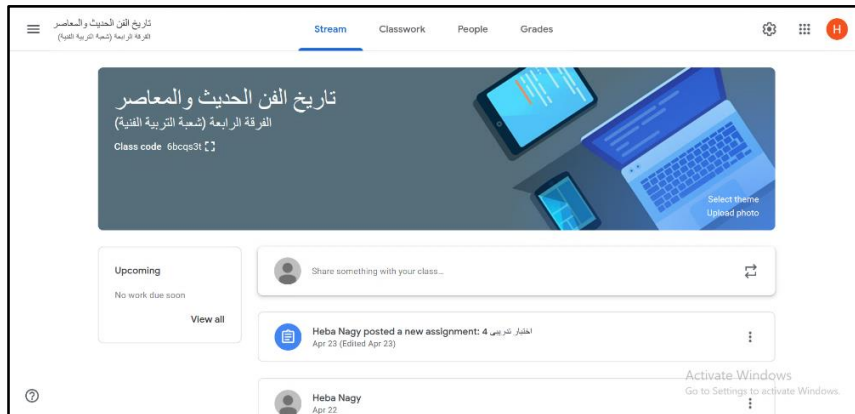 تاريخ الفن الحديث والمعاصر
الفرقة الرابعة (شعبة التربية الفنية)
Stream Classwork People Grades
H
تاريخ الفن الحديث والمعاصر
الفرقة الرابعة (شعبة التربية الفنية)
Class code 6bcqs3t
Select theme
Upload photo
Upcoming
No work due soon
View all
Share something with your class...
Heba Nagy posted a new assignment: اختبار تدريبى 4
Apr 23 (Edited Apr 23)
Heba Nagy
Apr 22
Activate Windows
Go to Settings to activate Windows.